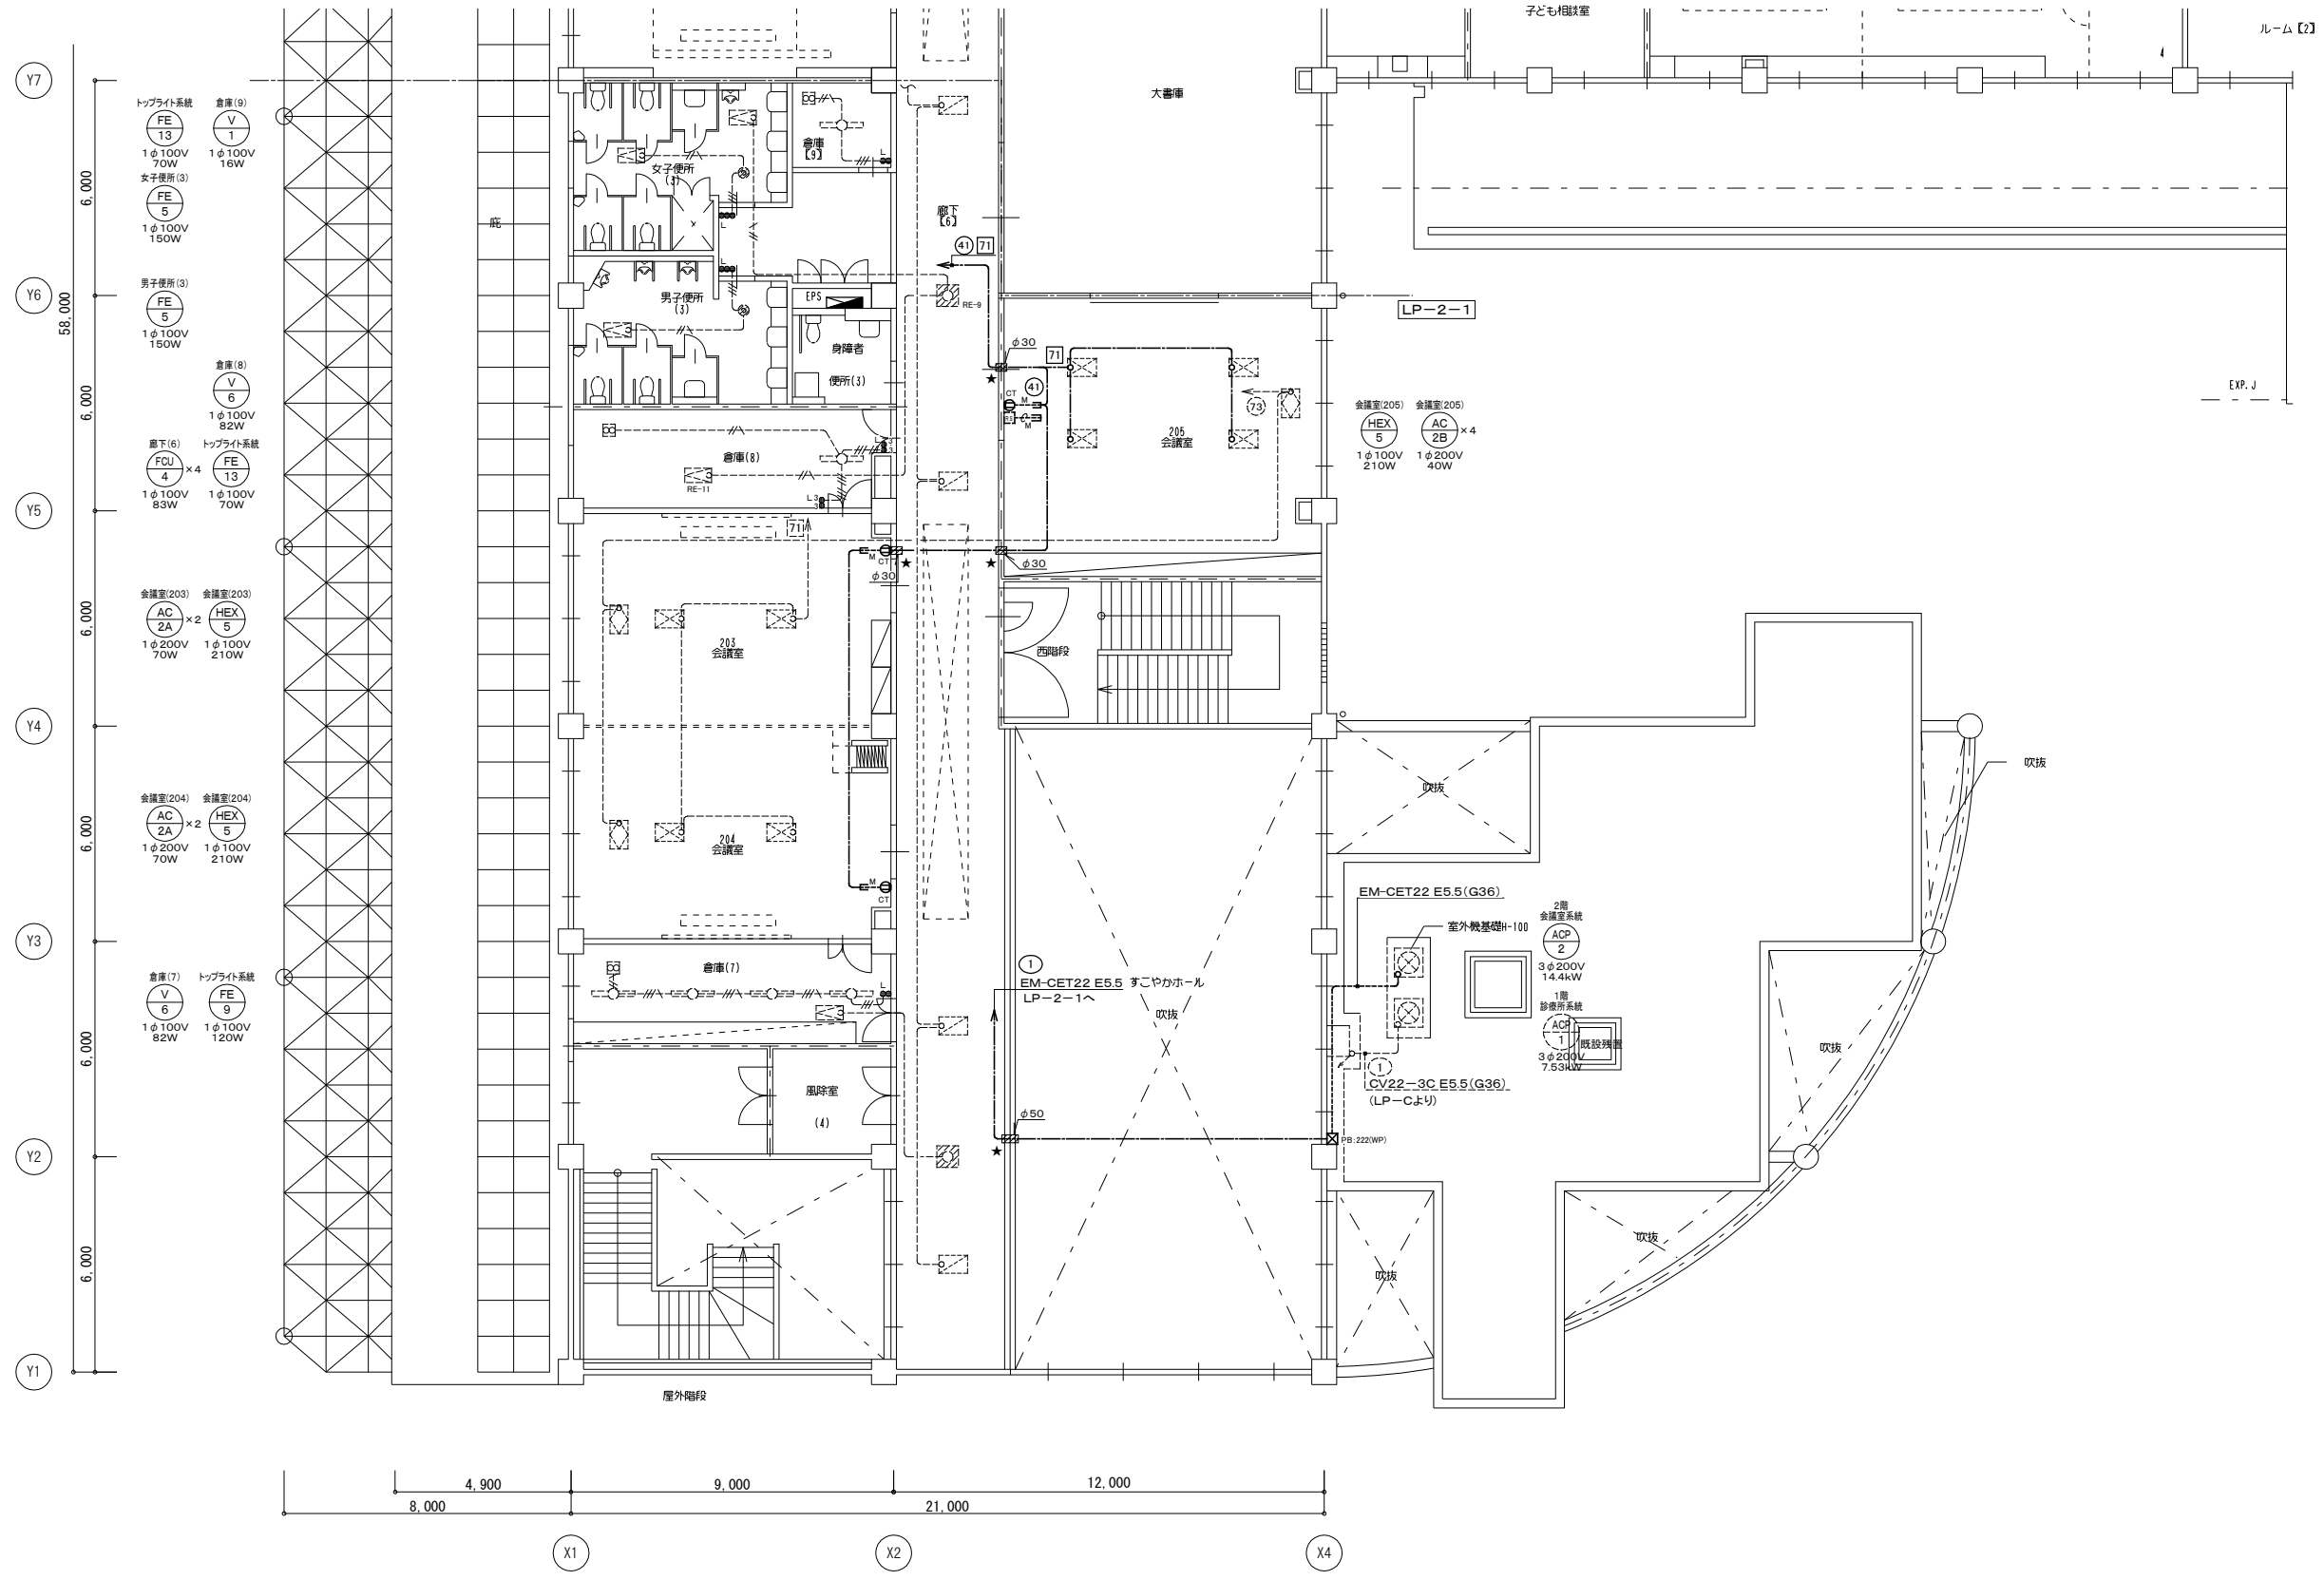 子ども相談室
ルーム【2】
Y7
Y6
Y5
Y4
Y3
Y2
Y1
6,000
6,000
6,000
6,000
6,000
6,000
58,000
トップライト系統
FE
13
1φ100V
70W
倉庫(9)
V
1
1φ100V
16W
女子便所(3)
FE
5
1φ100V
150W
男子便所(3)
FE
5
1φ100V
150W
倉庫(8)
V
6
1φ100V
82W
廊下(6)
FCU
4
×4
1φ100V
83W
トップライト系統
FE
13
1φ100V
70W
会議室(203)
AC
2A
×2
1φ200V
70W
会議室(203)
HEX
5
1φ100V
210W
会議室(204)
AC
2A
×2
1φ200V
70W
会議室(204)
HEX
5
1φ100V
210W
倉庫(7)
V
6
1φ100V
82W
トップライト系統
FE
9
1φ100V
120W
庇
大書庫
倉庫
【9】
L
女子便所
(3)
L
廊下
【6】
41
71
L
男子便所
(3)
EPS
RE-9
身障者
便所(3)
LP-2-1
φ30
71
★
41
CT
M
M
73
205
会議室
会議室(205)
HEX
5
1φ100V
210W
会議室(205)
AC
2B
×4
1φ200V
40W
EXP.J
倉庫(8)
RE-11
L 3
3
71
M
CT
★
φ30
★
φ30
203
会議室
西階段
204
会議室
M
CT
吹抜
吹抜
倉庫(7)
L
1
EM-CET22 E5.5 すこやかホール
LP-2-1へ
吹抜
EM-CET22 E5.5(G36)
室外機基礎H-100
2階
会議室系統
ACP
2
3φ200V
14.4kW
1階
診療所系統
ACP
1
3φ200V
7.53kW
既設残置
吹抜
1
CV22-3C E5.5(G36)
(LP-Cより)
風除室
(4)
φ50
★
PB:222(WP)
吹抜
吹抜
屋外階段
4,900
9,000
12,000
8,000
21,000
X1
X2
X4